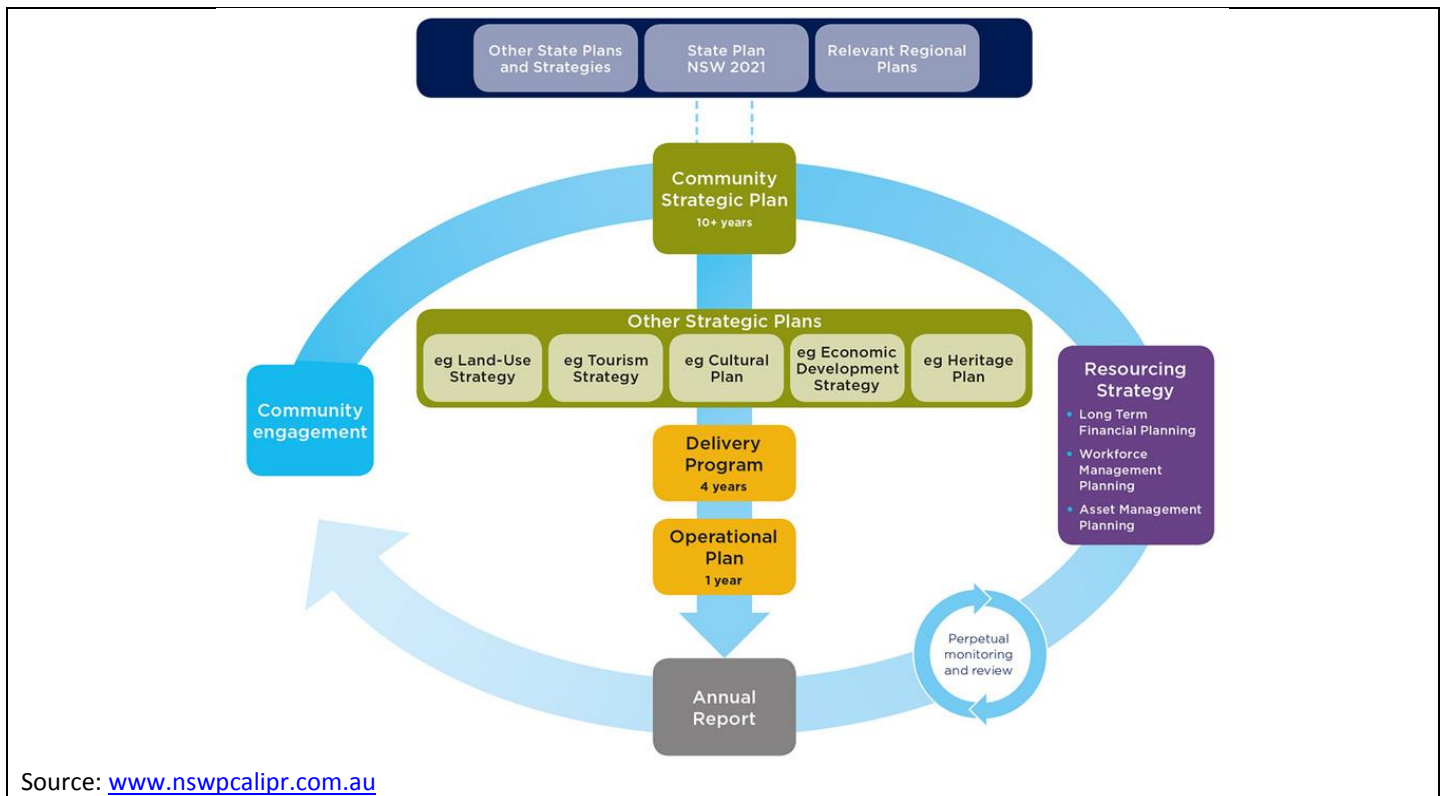 Other State Plans
and Strategies
State Plan
NSW 2021
Relevant Regional
Plans
Community
Strategic Plan
10+ years
Other Strategic Plans
eg Land-Use
Strategy
eg Tourism
Strategy
eg Cultural
Plan
eg Economic
Development
Strategy
eg Heritage
Plan
Community
engagement
Resourcing
Strategy
• Long Term
Financial Planning
• Workforce
Management
Planning
• Asset Management
Planning
Delivery
Program
4 years
Operational
Plan
1 year
Perpetual
monitoring
and review
Annual
Report
Source: www.nswpcalipr.com.au